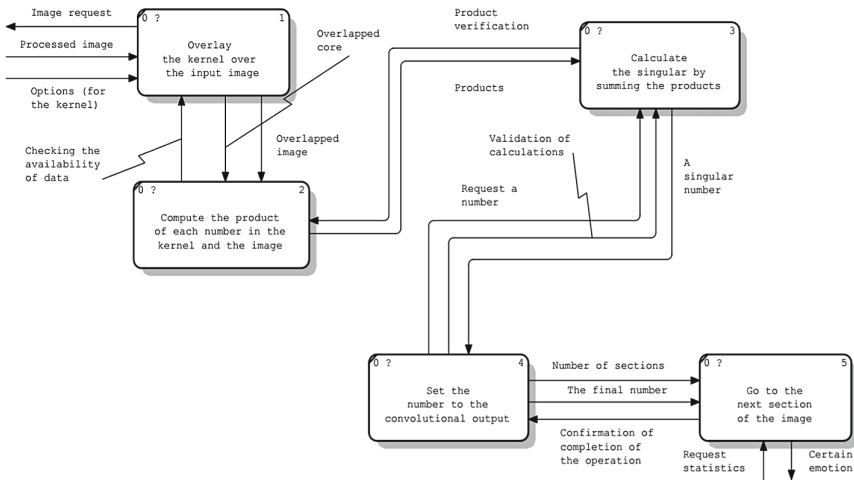 Image request
Processed image
Options (for
the kernel)
0 ?
1
Overlay
the kernel over
the input image
Overlapped
core
Product
verification
Products
0 ?
3
Calculate
the singular by
summing the products
Checking the
availability
of data
Overlapped
image
Validation of
calculations
A
singular
number
Request a
number
0 ?
2
Compute the product
of each number in the
kernel and the image
0 ?
4
Set the
number to the
convolutional output
Number of sections
The final number
Confirmation of
completion of
the operation
0 ?
5
Go to the
next section
of the image
Request
statistics
Certain
emotion